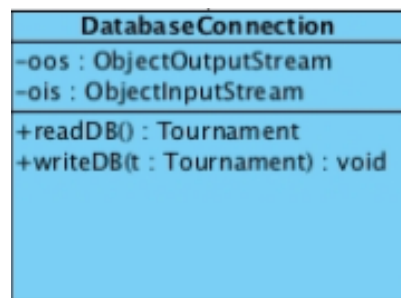 DatabaseConnection
-oos : ObjectOutputStream
-ois : ObjectInputStream
+readDB() : Tournament
+writeDB(t : Tournament) : void